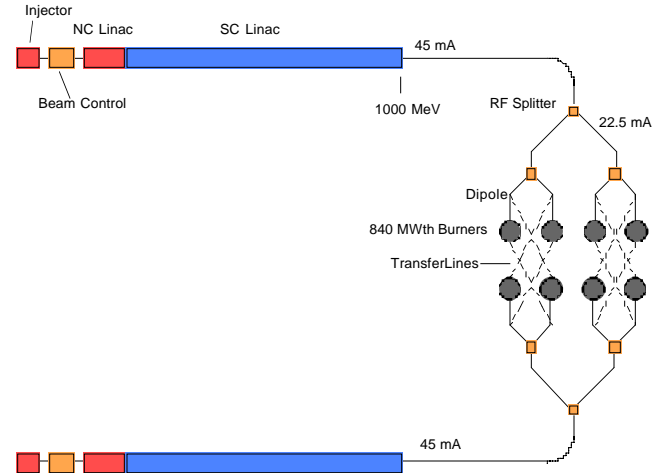 Injector
NC Linac
SC Linac
45 mA
Beam Control
1000 MeV
RF Splitter
22.5 mA
Dipole
840 MWth Burners
TransferLines
45 mA